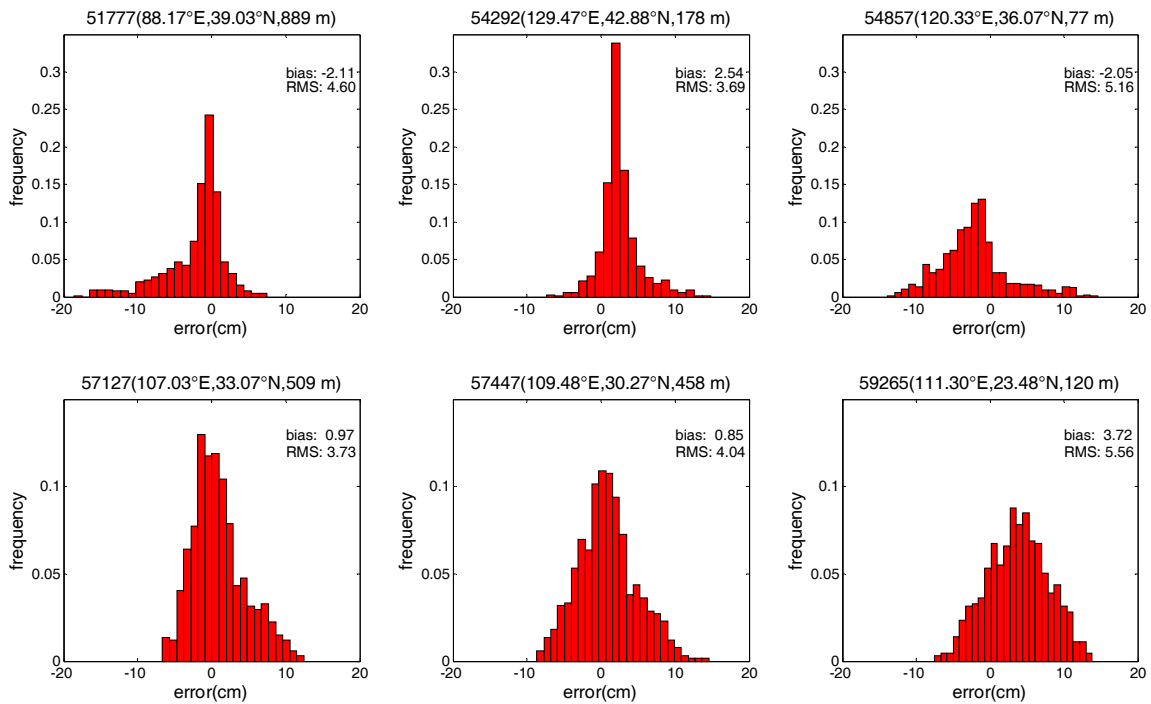 51777(88.17°E,39.03°N,889 m)
bias: -2.11
RMS: 4.60
0.3
0.25
0.2
0.15
0.1
0.05
0
frequency
-20 -10 0 10 20
error(cm)
54292(129.47°E,42.88°N,178 m)
bias: 2.54
RMS: 3.69
0.3
0.25
0.2
0.15
0.1
0.05
0
frequency
-20 -10 0 10 20
error(cm)
54857(120.33°E,36.07°N,77 m)
bias: -2.05
RMS: 5.16
0.3
0.25
0.2
0.15
0.1
0.05
0
frequency
-20 -10 0 10 20
error(cm)
57127(107.03°E,33.07°N,509 m)
bias: 0.97
RMS: 3.73
0.1
0.05
0
frequency
-20 -10 0 10 20
error(cm)
57447(109.48°E,30.27°N,458 m)
bias: 0.85
RMS: 4.04
0.1
0.05
0
frequency
-20 -10 0 10 20
error(cm)
59265(111.30°E,23.48°N,120 m)
bias: 3.72
RMS: 5.56
0.1
0.05
0
frequency
-20 -10 0 10 20
error(cm)